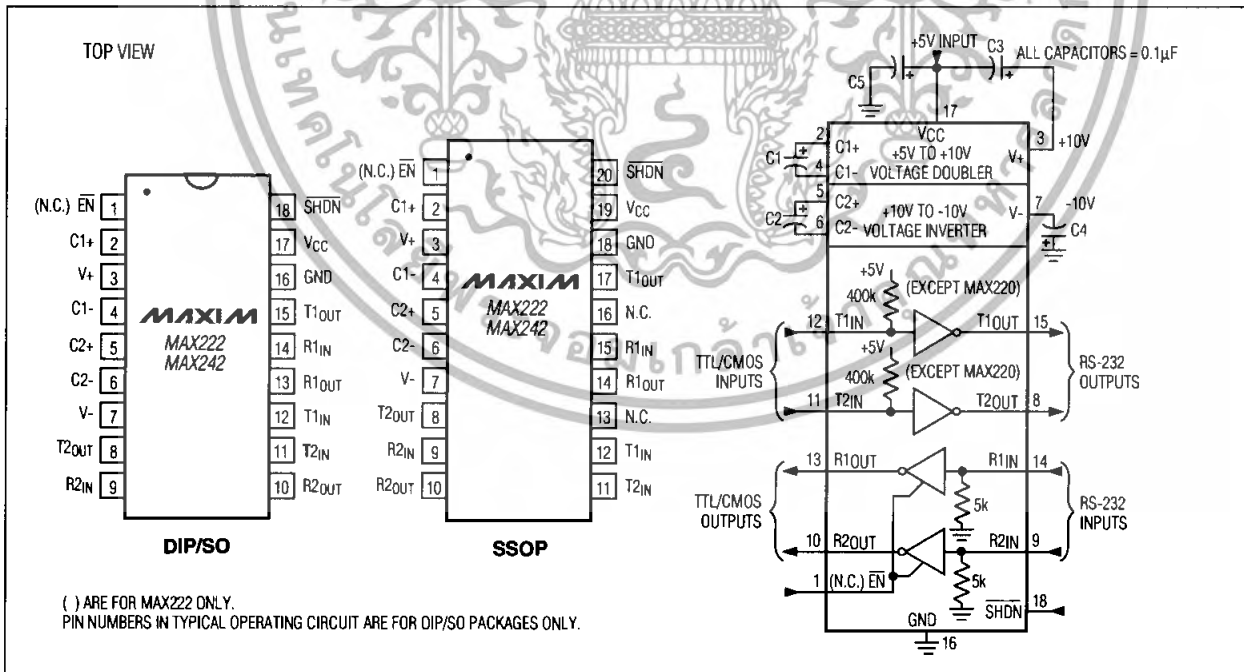 TOP VIEW
(N.C.) EN 1
C1+ 2
V+ 3
C1- 4
C2+ 5
C2- 6
V- 7
T2OUT 8
R2IN 9
18 SHDN
17 VCC
16 GND
15 T1OUT
14 R1IN
13 R1OUT
12 T1IN
11 T2IN
10 R2OUT
MAXIM
MAX222
MAX242
DIP/SO
(N.C.) EN 1
C1+ 2
V+ 3
C1- 4
C2+ 5
C2- 6
V- 7
T2OUT 8
R2IN 9
R2OUT 10
20 SHDN
19 VCC
18 GND
17 T1OUT
16 N.C.
15 R1IN
14 R1OUT
13 N.C.
12 T1IN
11 T2IN
MAXIM
MAX222
MAX242
SSOP
( ) ARE FOR MAX222 ONLY.
PIN NUMBERS IN TYPICAL OPERATING CIRCUIT ARE FOR DIP/SO PACKAGES ONLY.
+5V INPUT C3
ALL CAPACITORS = 0.1µF
C5
17
VCC
2 C1+
C1
4 C1-
+5V TO +10V
VOLTAGE DOUBLER
3 +10V
V+
5 C2+
C2
6 C2-
+10V TO -10V
VOLTAGE INVERTER
V- 7 -10V
C4
+5V
400k
(EXCEPT MAX220)
12 T1IN
T1OUT 15
+5V
400k
(EXCEPT MAX220)
TTL/CMOS
INPUTS
RS-232
OUTPUTS
11 T2IN
T2OUT 8
13 R1OUT
R1IN 14
5k
TTL/CMOS
OUTPUTS
RS-232
INPUTS
10 R2OUT
R2IN 9
5k
1 (N.C.) EN
SHDN 18
GND
16